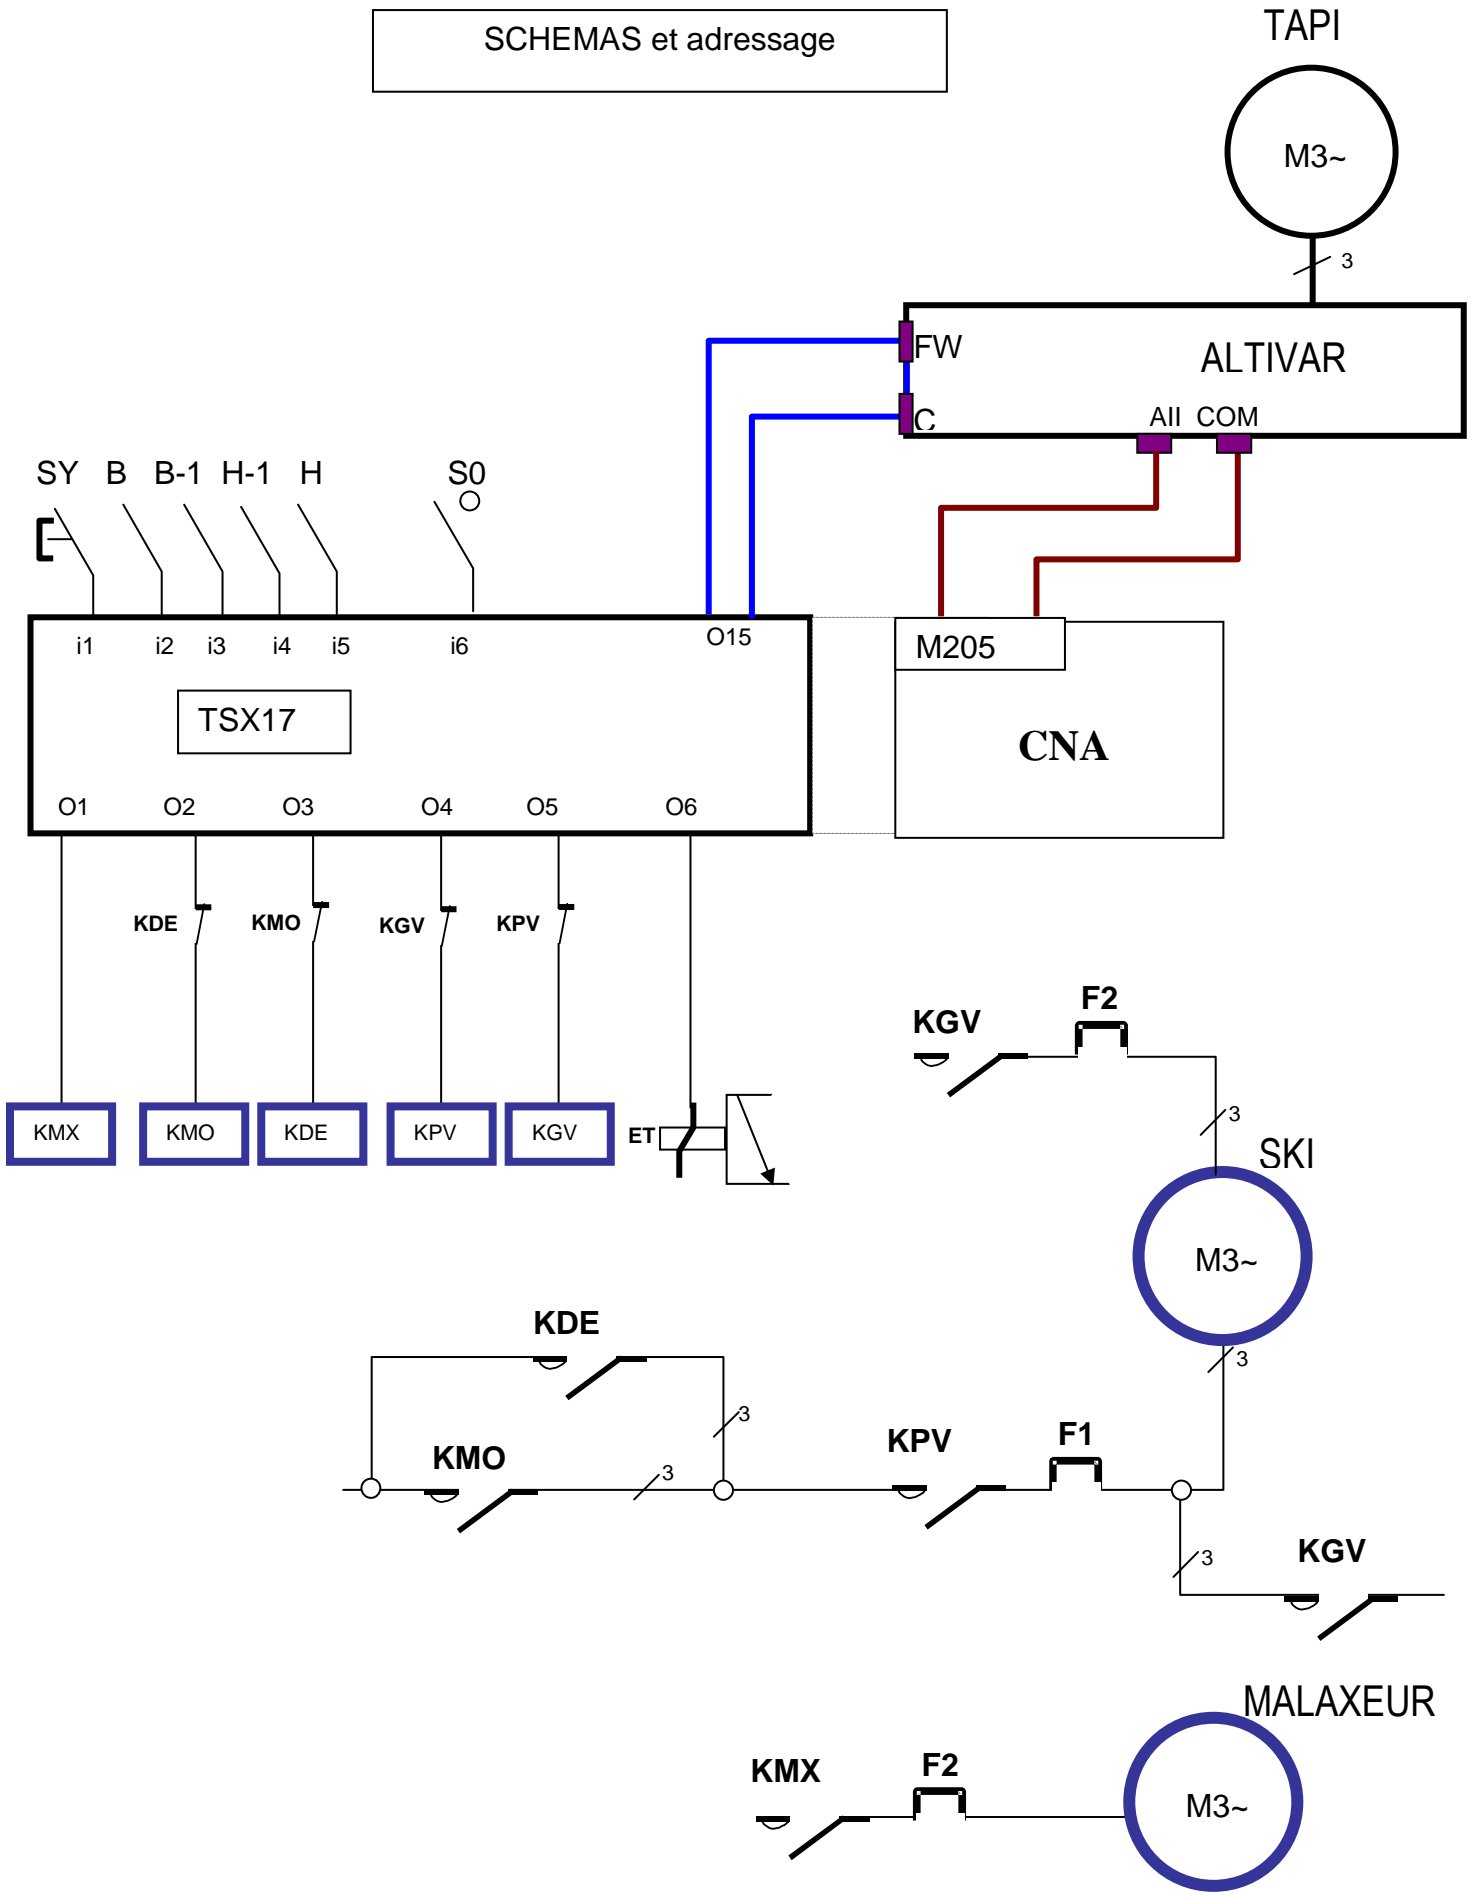 SCHEMAS et adressage
TAPI
M3~
3
FW
ALTIVAR
C
AII COM
SY B B-1 H-1 H S0
i1 i2 i3 i4 i5 i6 O15
M205
TSX17
CNA
O1 O2 O3 O4 O5 O6
KDE KMO KGV KPV
KGV F2
KMX KMO KDE KPV KGV ET
3
SKI
M3~
KDE
3
3
KMO 3 KPV F1
3
KGV
MALAXEUR
KMX F2
M3~